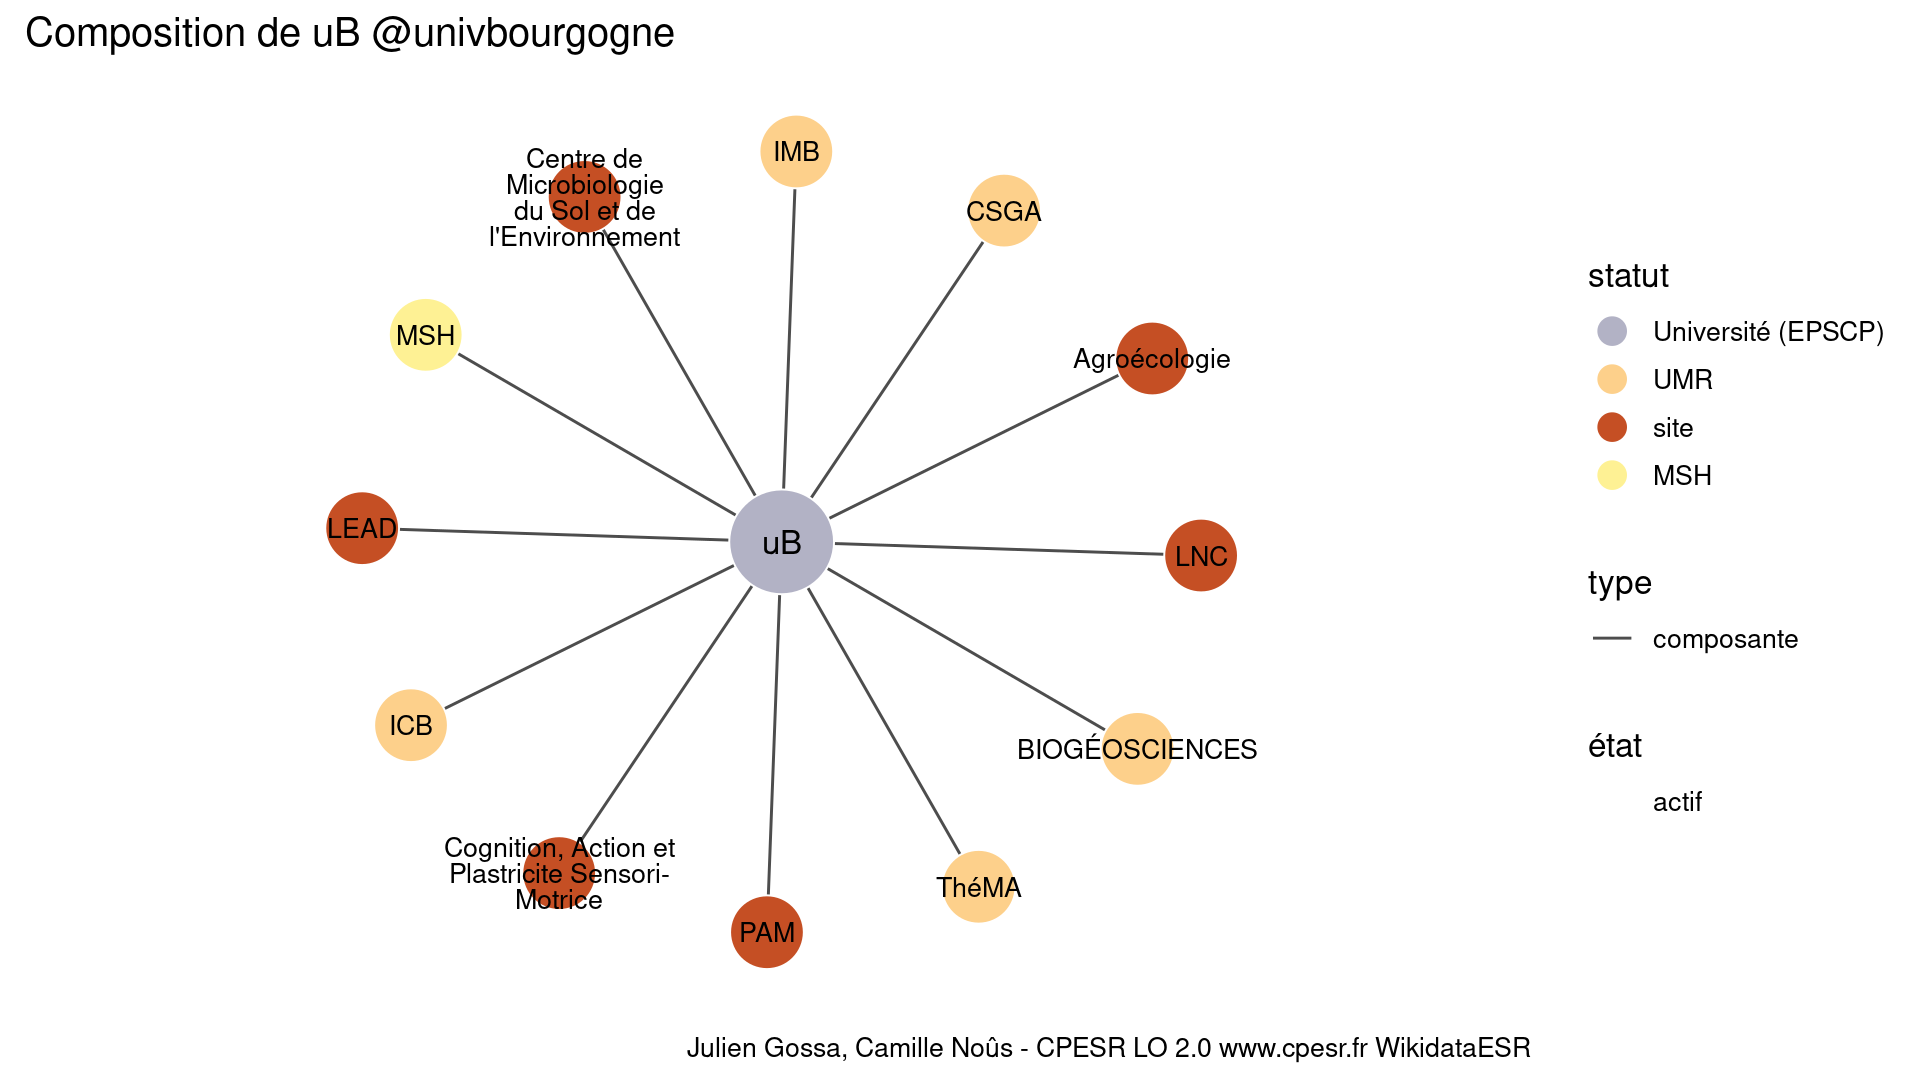 Composition de uB @univbourgogne
IMB
Centre de
Microbiologie
du Sol et de
l'Environnement
CSGA
MSH
Agroécologie
LEAD
uB
LNC
ICB
BIOGÉOSCIENCES
Cognition, Action et
Plastricite Sensori-
Motrice
ThéMA
PAM
statut
Université (EPSCP)
UMR
site
MSH
type
composante
état
actif
Julien Gossa, Camille Noûs - CPESR LO 2.0 www.cpesr.fr WikidataESR